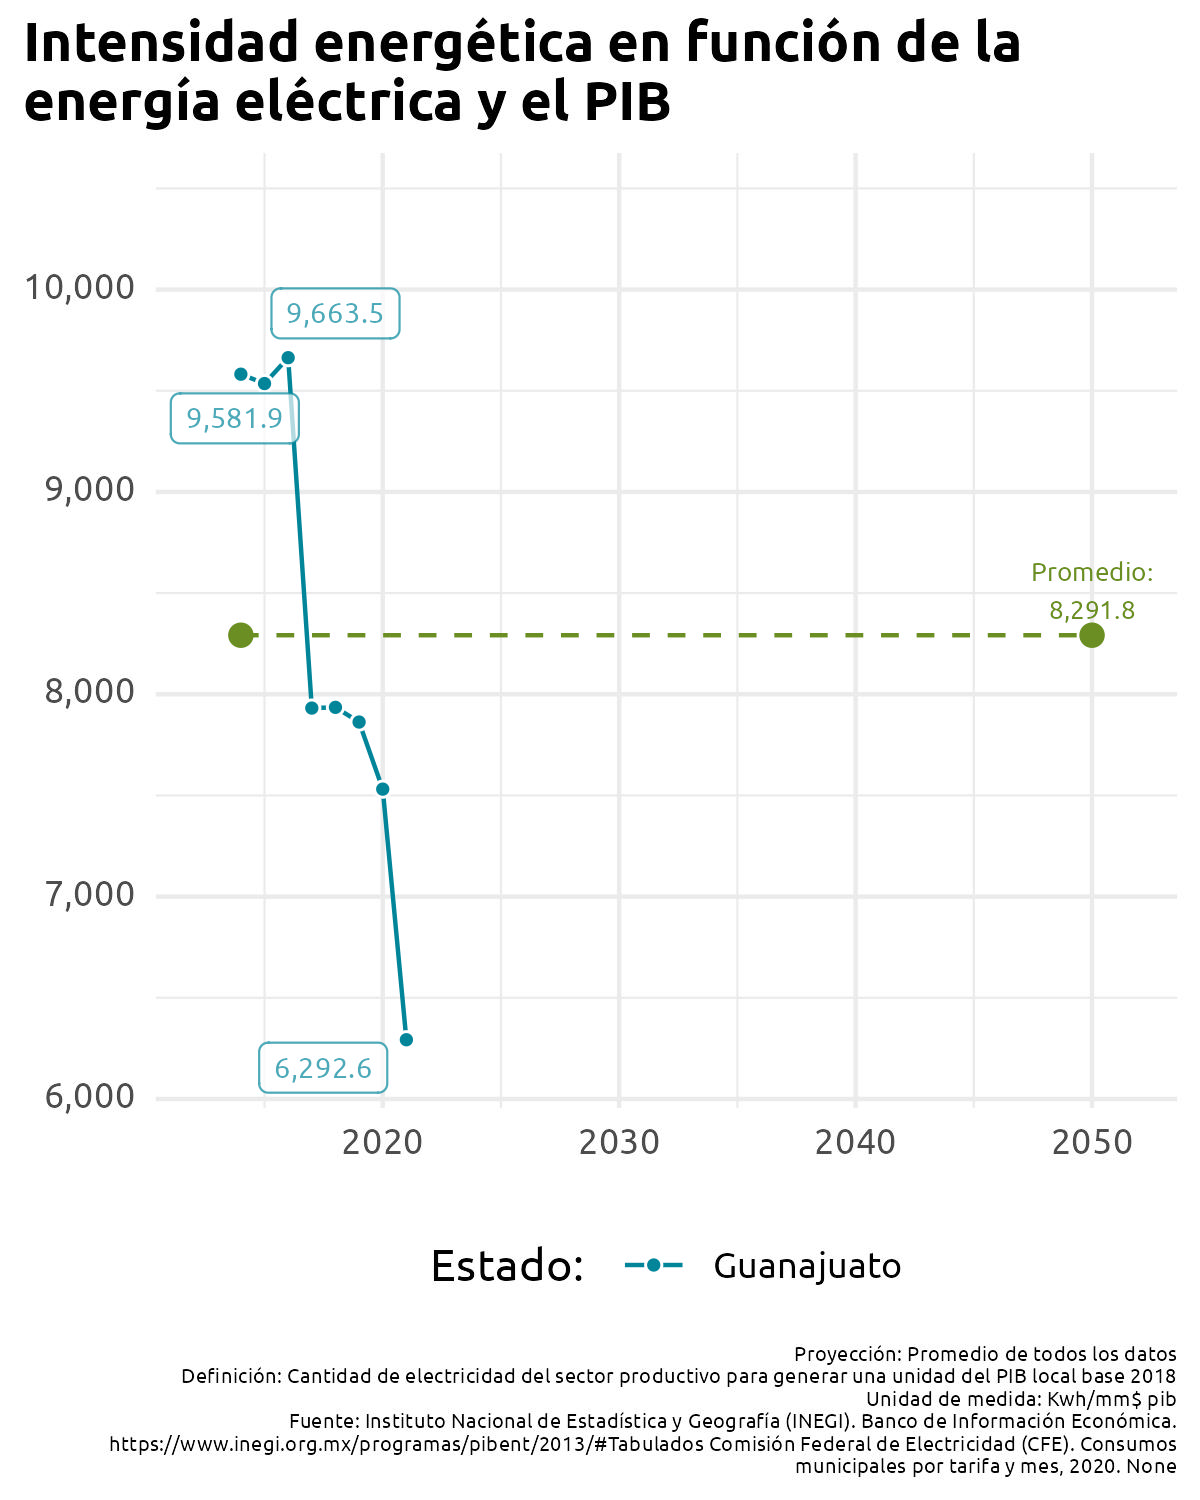 Intensidad energética en función de la
energía eléctrica y el PIB
10,000
9,663.5
9,581.9
9,000
Promedio:
8,291.8
8,000
7,000
6,292.6
6,000
2020 2030 2040 2050
Estado: Guanajuato
Proyección: Promedio de todos los datos
Definición: Cantidad de electricidad del sector productivo para generar una unidad del PIB local base 2018
Unidad de medida: Kwh/mm$ pib
Fuente: Instituto Nacional de Estadística y Geografía (INEGI). Banco de Información Económica.
https://www.inegi.org.mx/programas/pibent/2013/#Tabulados Comisión Federal de Electricidad (CFE). Consumos
municipales por tarifa y mes, 2020. None